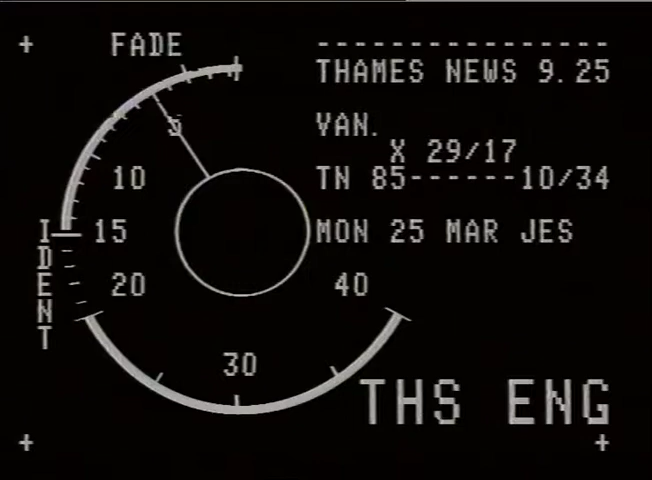 FADE
----------------
THAMES NEWS 9.25
VAN.
X 29/17
TN 85------10/34
MON 25 MAR JES
5
10
15
20
30
40
IDENT
THS ENG